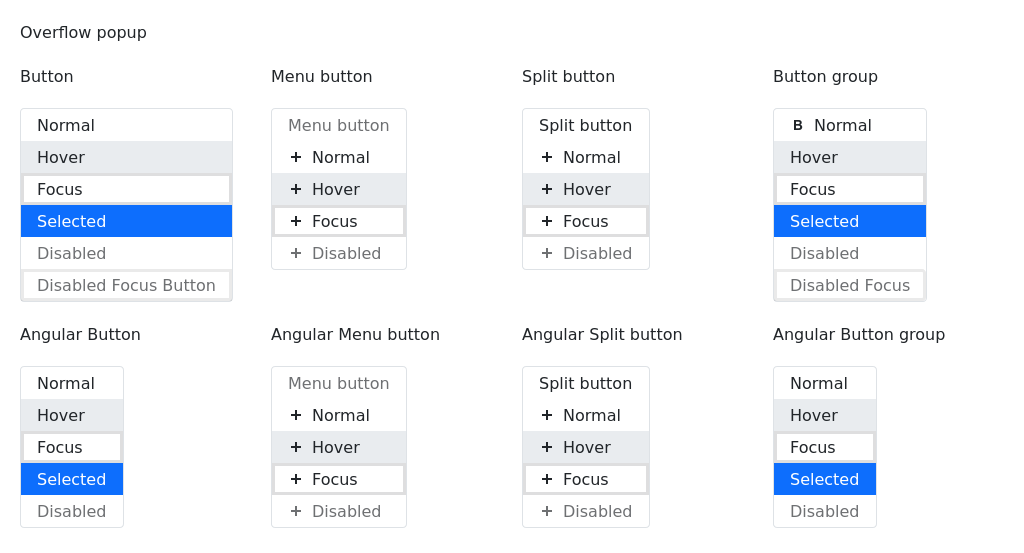 Overflow popup
Button
Normal
Hover
Focus
Selected
Disabled
Disabled Focus Button
Menu button
Menu button
Normal
Hover
Focus
Disabled
Split button
Split button
Normal
Hover
Focus
Disabled
Button group
B Normal
Hover
Focus
Selected
Disabled
Disabled Focus
Angular Button
Normal
Hover
Focus
Selected
Disabled
Angular Menu button
Menu button
Normal
Hover
Focus
Disabled
Angular Split button
Split button
Normal
Hover
Focus
Disabled
Angular Button group
Normal
Hover
Focus
Selected
Disabled